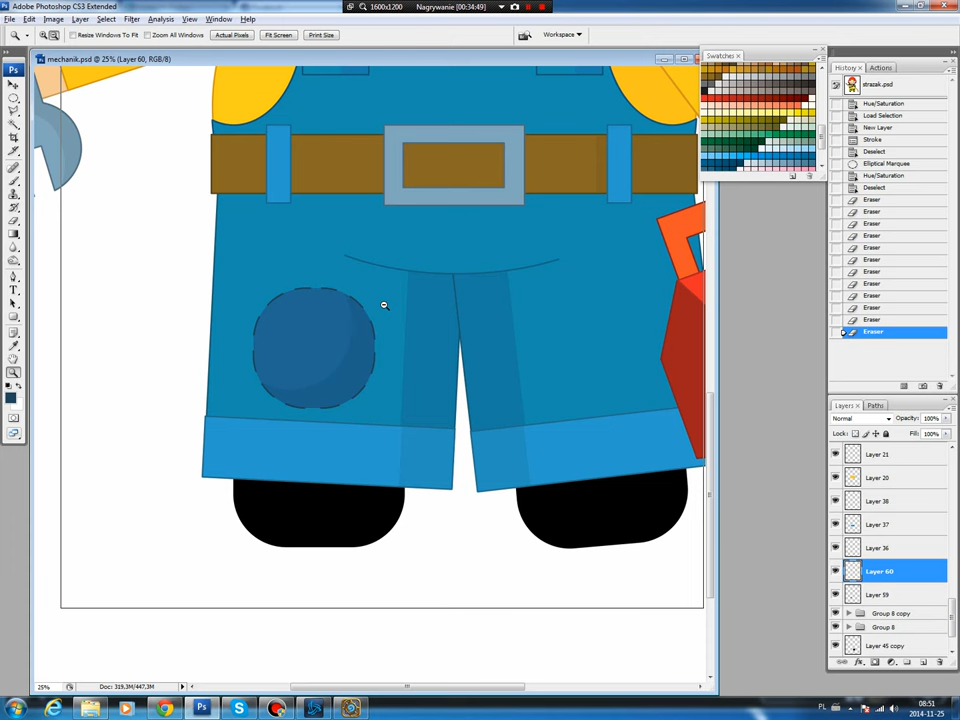 Adobe Photoshop CS3 Extended
1600x1200 Nagrywanie [00:34:49]
File Edit Image Layer Select Filter Analysis View Window Help
Resize Windows To Fit Zoom All Windows Actual Pixels Fit Screen Print Size Workspace
mechanik.psd @ 25% (Layer 60, RGB/8)
Swatches
History Actions
strazak.psd
Hue/Saturation
Load Selection
New Layer
Stroke
Deselect
Elliptical Marquee
Hue/Saturation
Deselect
Eraser
Eraser
Eraser
Eraser
Eraser
Eraser
Eraser
Eraser
Eraser
Eraser
Eraser
Eraser
Layers Paths
Normal Opacity: 100%
Lock: Fill: 100%
Layer 21
Layer 20
Layer 38
Layer 37
Layer 36
Layer 60
Layer 59
Group 8 copy
Group 8
Layer 45 copy
25% Doc: 319,3M/447,3M
PL 08:51
2014-11-25